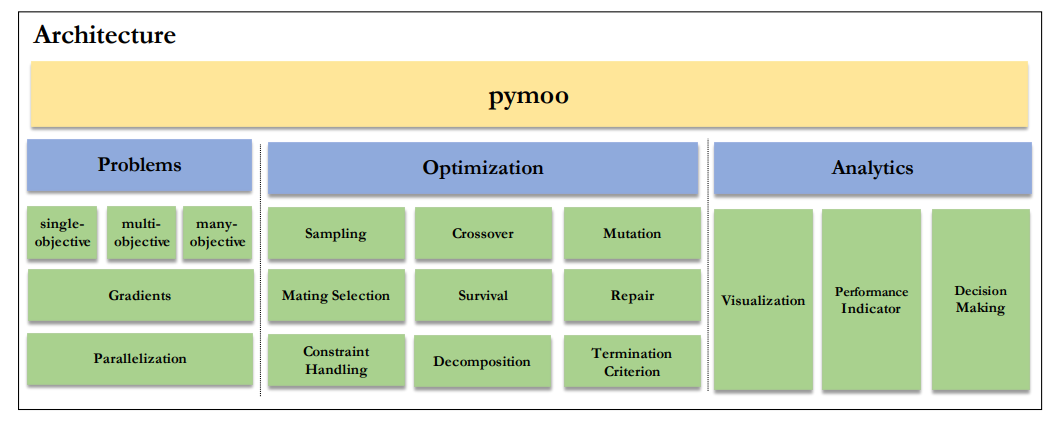 Architecture
pymoo
Problems
Optimization
Analytics
single-
objective
multi-
objective
many-
objective
Gradients
Parallelization
Sampling
Crossover
Mutation
Mating Selection
Survival
Repair
Constraint
Handling
Decomposition
Termination
Criterion
Visualization
Performance
Indicator
Decision
Making